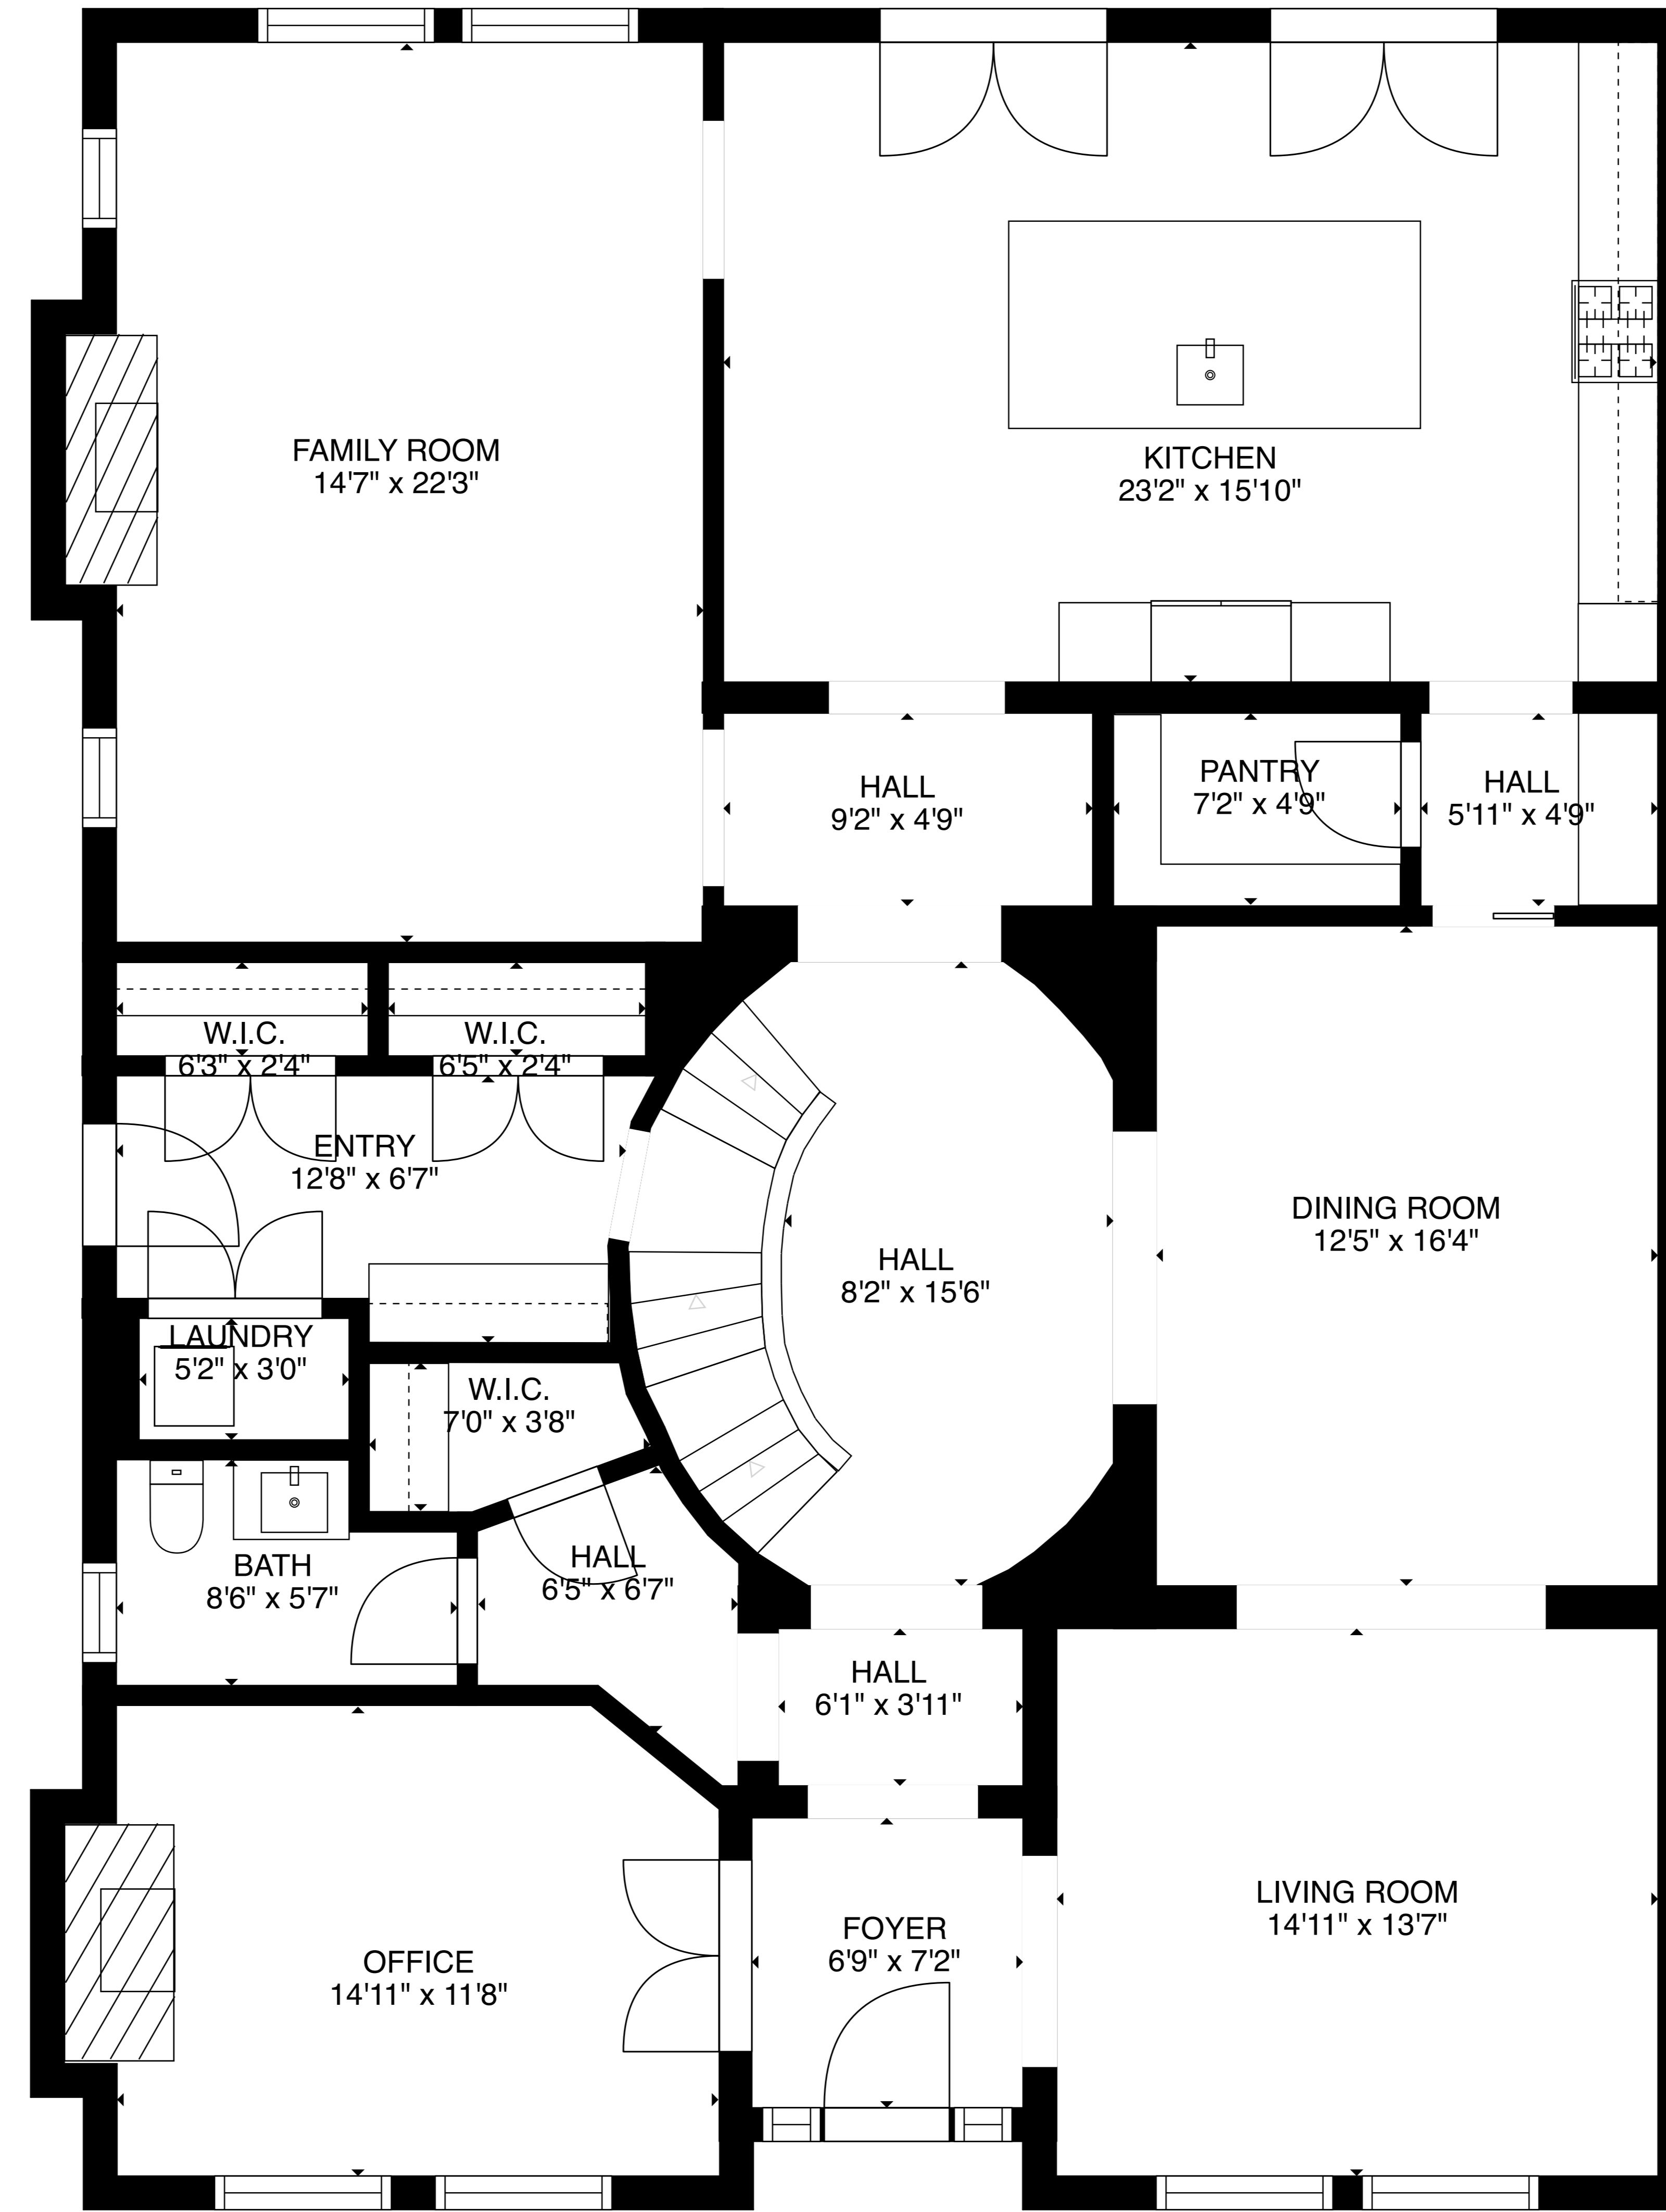 FAMILY ROOM
14'7" x 22'3"
KITCHEN
23'2" x 15'10"
HALL
9'2" x 4'9"
PANTRY
7'2" x 4'9"
HALL
5'11" x 4'9"
W.I.C.
6'3" x 2'4"
W.I.C.
6'5" x 2'4"
ENTRY
12'8" x 6'7"
HALL
8'2" x 15'6"
DINING ROOM
12'5" x 16'4"
LAUNDRY
5'2" x 3'0"
W.I.C.
7'0" x 3'8"
BATH
8'6" x 5'7"
HALL
6'5" x 6'7"
HALL
6'1" x 3'11"
OFFICE
14'11" x 11'8"
FOYER
6'9" x 7'2"
LIVING ROOM
14'11" x 13'7"